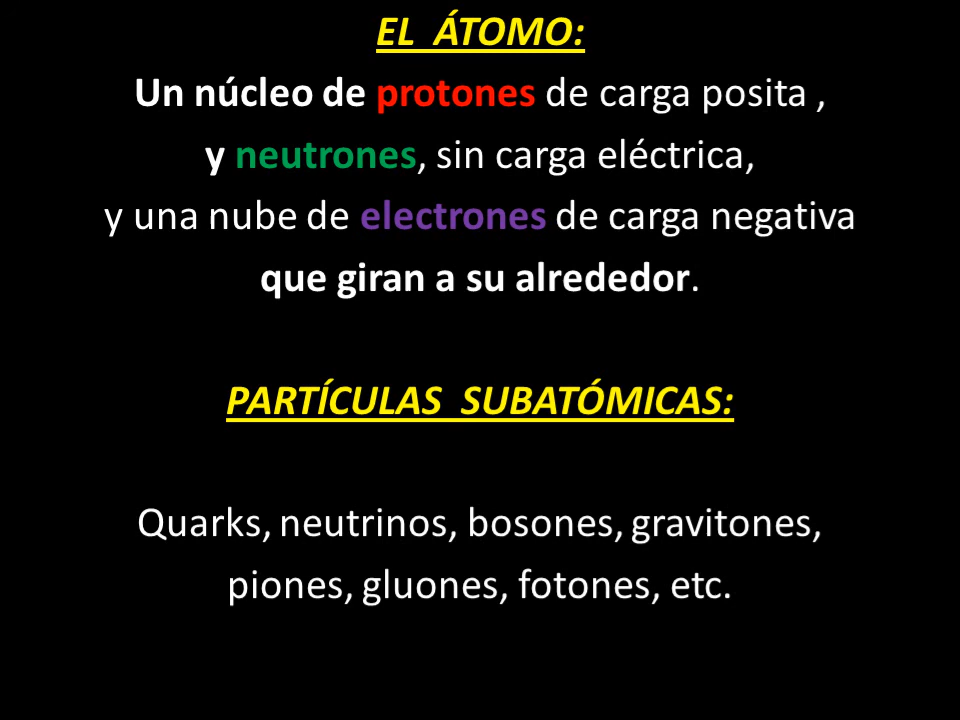 EL ÁTOMO:
Un núcleo de protones de carga posita ,
y neutrones, sin carga eléctrica,
y una nube de electrones de carga negativa
que giran a su alrededor.
PARTÍCULAS SUBATÓMICAS:
Quarks, neutrinos, bosones, gravitones,
piones, gluones, fotones, etc.